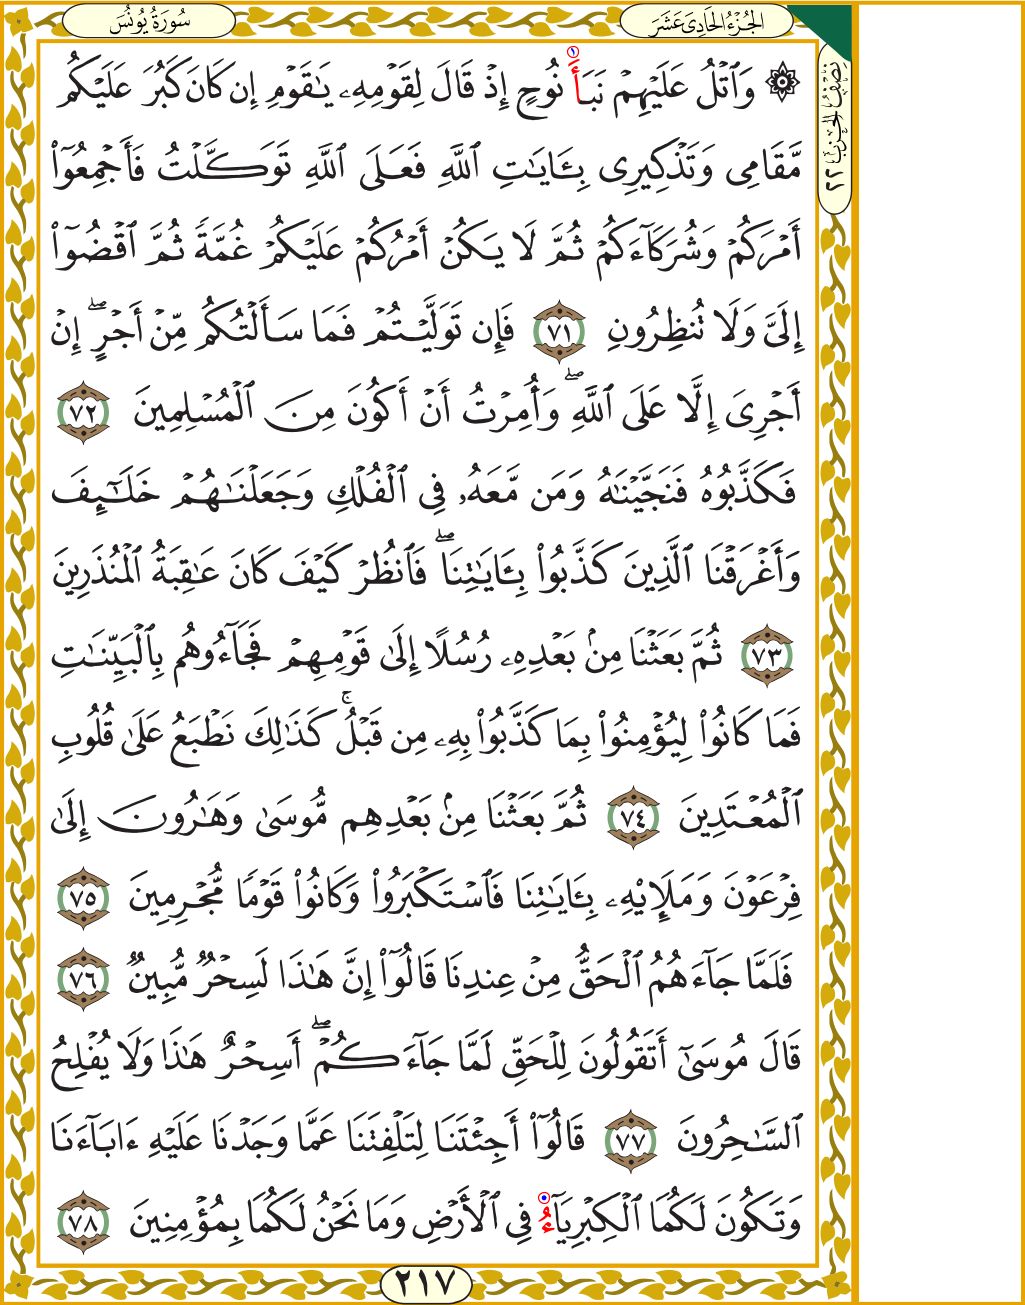 الجُزْءُ الحَادِي عَشَرَ
سُورَةُ يُونُسَ
نِصْفُ الحِزْبِ ٢٢
۞ وَٱتْلُ عَلَيْهِمْ نَبَأَ ١ نُوحٍ إِذْ قَالَ لِقَوْمِهِۦ يَـٰقَوْمِ إِن كَانَ كَبُرَ عَلَيْكُم
مَّقَامِى وَتَذْكِيرِى بِـَٔايَـٰتِ ٱللَّهِ فَعَلَى ٱللَّهِ تَوَكَّلْتُ فَأَجْمِعُوٓا۟
أَمْرَكُمْ وَشُرَكَآءَكُمْ ثُمَّ لَا يَكُنْ أَمْرُكُمْ عَلَيْكُمْ غُمَّةً ثُمَّ ٱقْضُوٓا۟
إِلَىَّ وَلَا تُنظِرُونِ ٧١ فَإِن تَوَلَّيْتُمْ فَمَا سَأَلْتُكُم مِّنْ أَجْرٍ ۖ إِنْ
أَجْرِىَ إِلَّا عَلَى ٱللَّهِ ۖ وَأُمِرْتُ أَنْ أَكُونَ مِنَ ٱلْمُسْلِمِينَ ٧٢
فَكَذَّبُوهُ فَنَجَّيْنَـٰهُ وَمَن مَّعَهُۥ فِى ٱلْفُلْكِ وَجَعَلْنَـٰهُمْ خَلَـٰٓئِفَ
وَأَغْرَقْنَا ٱلَّذِينَ كَذَّبُوا۟ بِـَٔايَـٰتِنَا ۖ فَٱنظُرْ كَيْفَ كَانَ عَـٰقِبَةُ ٱلْمُنذَرِينَ
٧٣ ثُمَّ بَعَثْنَا مِنۢ بَعْدِهِۦ رُسُلًا إِلَىٰ قَوْمِهِمْ فَجَآءُوهُم بِٱلْبَيِّنَـٰتِ
فَمَا كَانُوا۟ لِيُؤْمِنُوا۟ بِمَا كَذَّبُوا۟ بِهِۦ مِن قَبْلُ ۚ كَذَٰلِكَ نَطْبَعُ عَلَىٰ قُلُوبِ
ٱلْمُعْتَدِينَ ٧٤ ثُمَّ بَعَثْنَا مِنۢ بَعْدِهِم مُّوسَىٰ وَهَـٰرُونَ إِلَىٰ
فِرْعَوْنَ وَمَلَإِي۟هِۦ بِـَٔايَـٰتِنَا فَٱسْتَكْبَرُوا۟ وَكَانُوا۟ قَوْمًا مُّجْرِمِينَ ٧٥
فَلَمَّا جَآءَهُمُ ٱلْحَقُّ مِنْ عِندِنَا قَالُوٓا۟ إِنَّ هَـٰذَا لَسِحْرٌ مُّبِينٌ ٧٦
قَالَ مُوسَىٰٓ أَتَقُولُونَ لِلْحَقِّ لَمَّا جَآءَكُمْ ۖ أَسِحْرٌ هَـٰذَا وَلَا يُفْلِحُ
ٱلسَّـٰحِرُونَ ٧٧ قَالُوٓا۟ أَجِئْتَنَا لِتَلْفِتَنَا عَمَّا وَجَدْنَا عَلَيْهِ ءَابَآءَنَا
وَتَكُونَ لَكُمَا ٱلْكِبْرِيَآءُ فِى ٱلْأَرْضِ وَمَا نَحْنُ لَكُمَا بِمُؤْمِنِينَ ٧٨
٢١٧